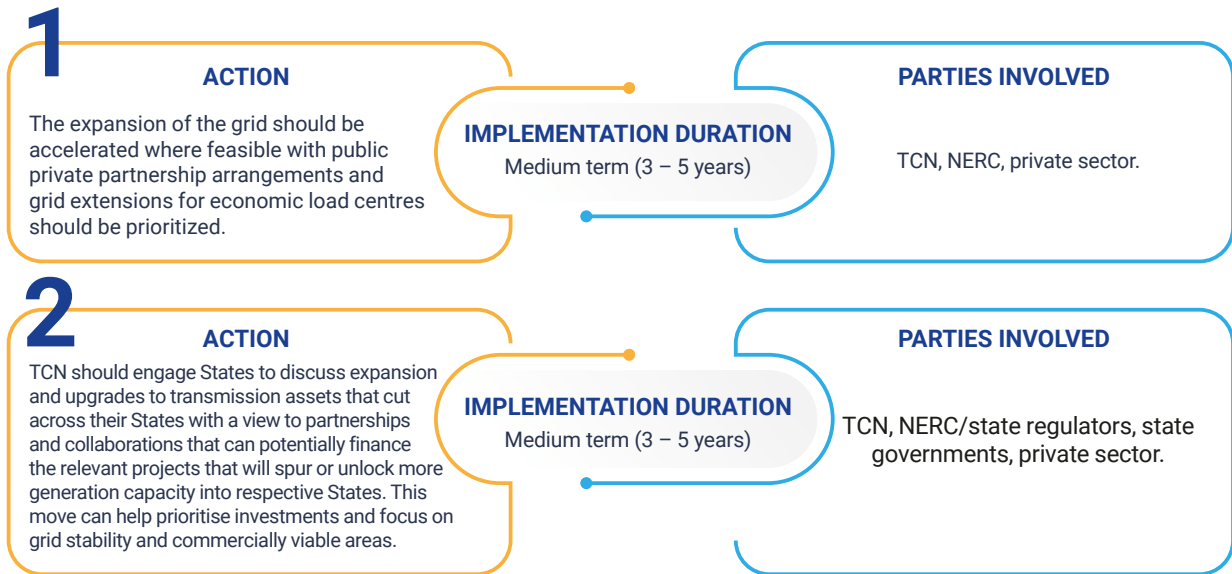 1
ACTION
The expansion of the grid should be
accelerated where feasible with public
private partnership arrangements and
grid extensions for economic load centres
should be prioritized.
IMPLEMENTATION DURATION
Medium term (3 – 5 years)
PARTIES INVOLVED
TCN, NERC, private sector.
2
ACTION
TCN should engage States to discuss expansion
and upgrades to transmission assets that cut
across their States with a view to partnerships
and collaborations that can potentially finance
the relevant projects that will spur or unlock more
generation capacity into respective States. This
move can help prioritise investments and focus on
grid stability and commercially viable areas.
IMPLEMENTATION DURATION
Medium term (3 – 5 years)
PARTIES INVOLVED
TCN, NERC/state regulators, state
governments, private sector.